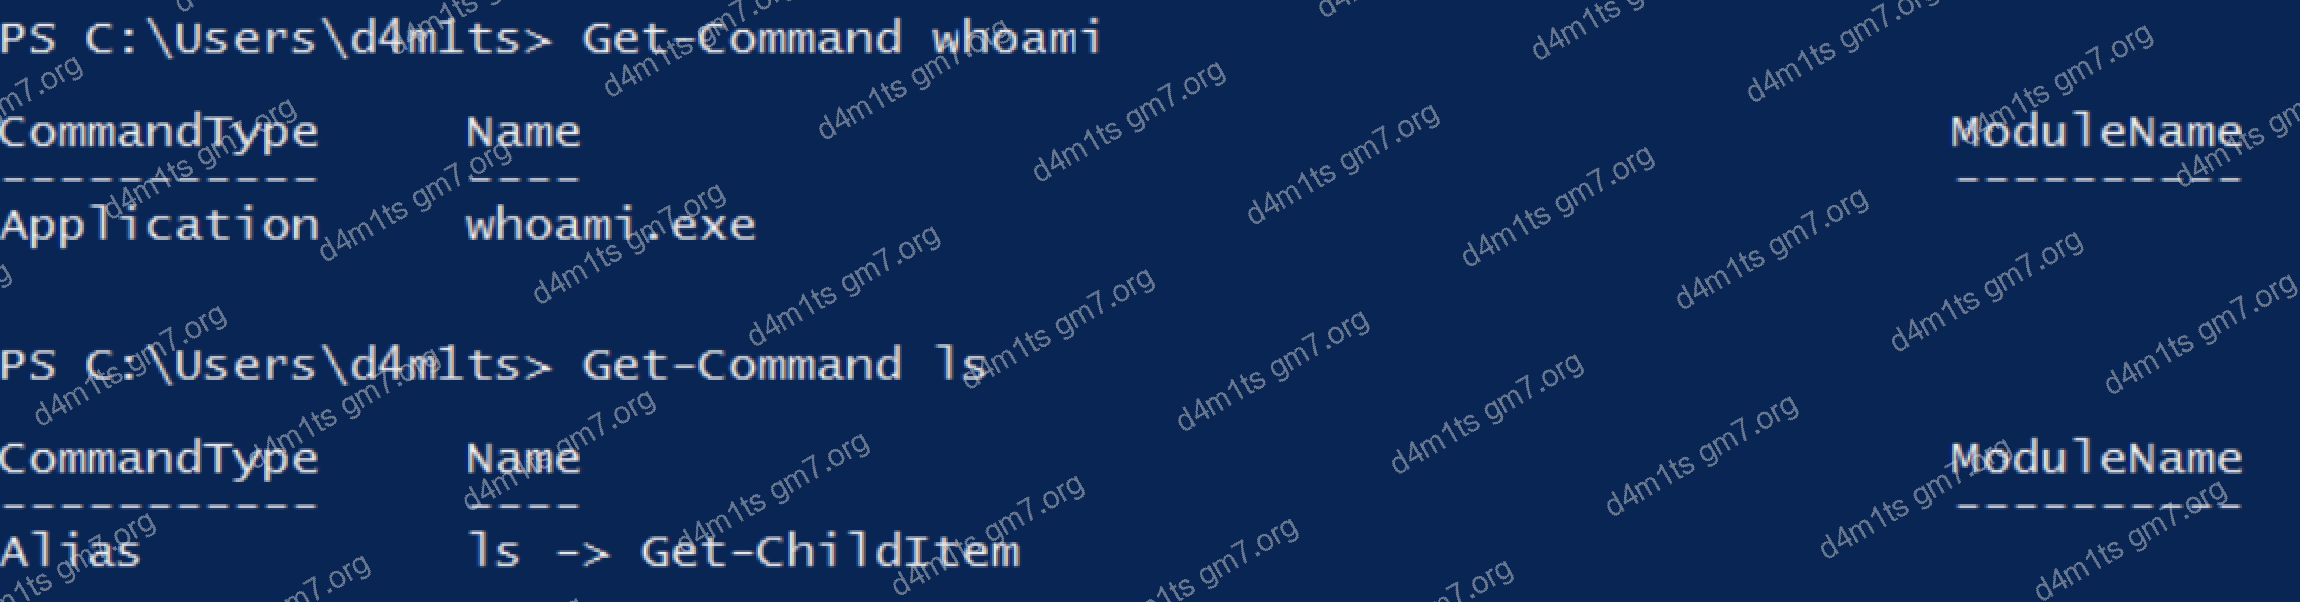 PS C:\Users\d4m1ts> Get-Command whoami
CommandType Name ModuleName
----------- ---- ----------
Application whoami.exe
PS C:\Users\d4m1ts> Get-Command ls
CommandType Name ModuleName
----------- ---- ----------
Alias ls -> Get-ChildItem
d4m1ts gm7.org